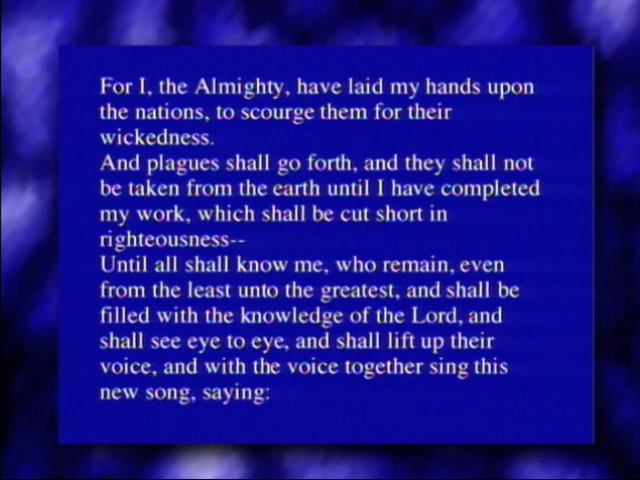 For I, the Almighty, have laid my hands upon
the nations, to scourge them for their
wickedness.
And plagues shall go forth, and they shall not
be taken from the earth until I have completed
my work, which shall be cut short in
righteousness--
Until all shall know me, who remain, even
from the least unto the greatest, and shall be
filled with the knowledge of the Lord, and
shall see eye to eye, and shall lift up their
voice, and with the voice together sing this
new song, saying: